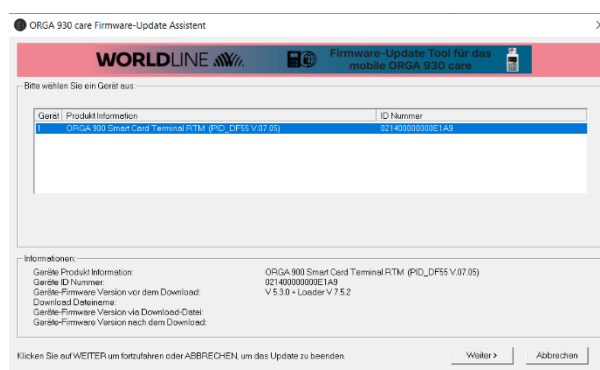 ORGA 930 care Firmware-Update Assistent
WORLDLINE
Firmware-Update Tool für das
mobile ORGA 930 care
Bitte wählen Sie ein Gerät aus:
Gerät Produkt Information ID Nummer
1 ORGA 900 Smart Card Terminal RTM (PID_DF55 V.07.05) 021400000000E1A9
Informationen:
Geräte Produkt Information: ORGA 900 Smart Card Terminal RTM (PID_DF55 V.07.05)
Geräte ID Nummer: 021400000000E1A9
Geräte-Firmware Version vor dem Download: V 5.3.0 - Loader V 7.5.2
Download Dateiname:
Geräte-Firmware Version via Download-Datei:
Geräte-Firmware Version nach dem Download:
Klicken Sie auf WEITER um fortzufahren oder ABBRECHEN, um das Update zu beenden.
Weiter > Abbrechen